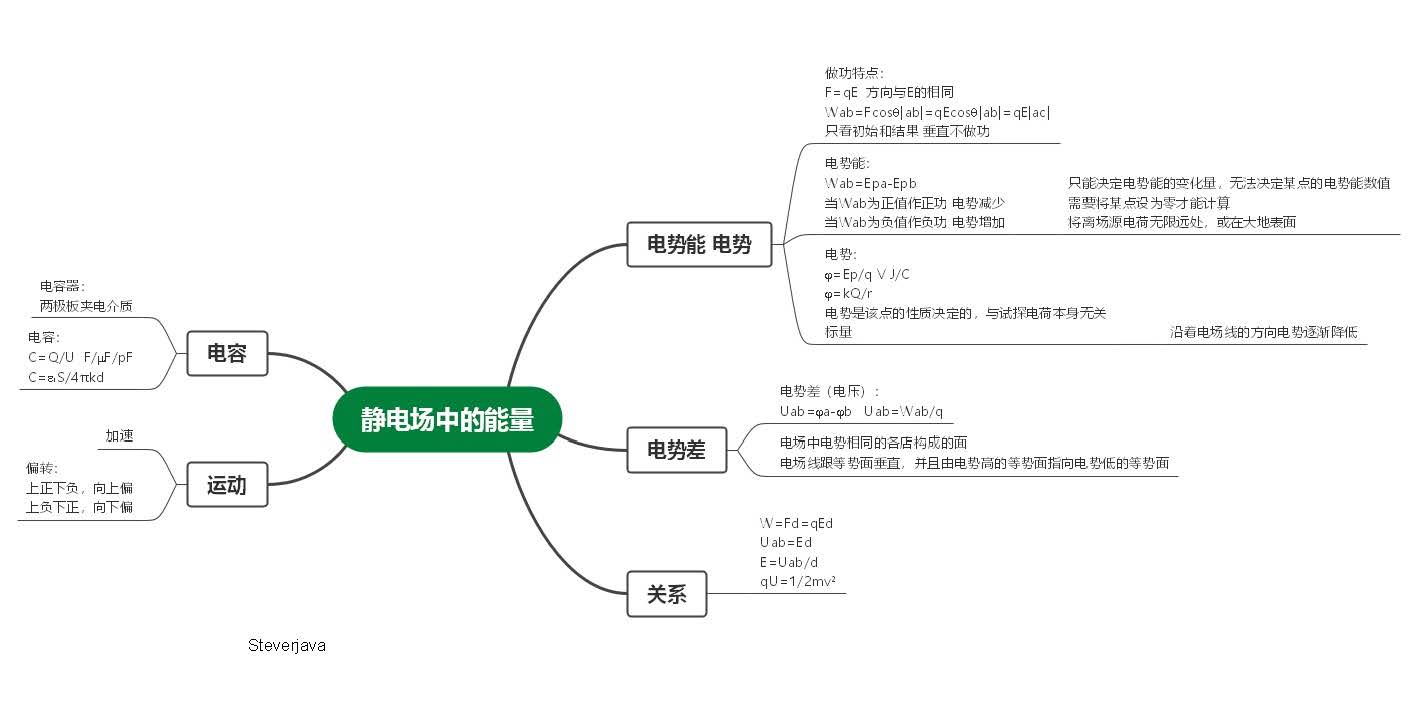 静电场中的能量
电势能 电势
做功特点：
F=qE 方向与E的相同
Wab=Fcosθ|ab|=qEcosθ|ab|=qE|ac|
只看初始和结果 垂直不做功
电势能：
Wab=Epa-Epb
当Wab为正值作正功 电势减少
当Wab为负值作负功 电势增加
只能决定电势能的变化量，无法决定某点的电势能数值
需要将某点设为零才能计算
将离场源电荷无限远处，或在大地表面
电势：
φ=Ep/q V J/C
φ=kQ/r
电势是该点的性质决定的，与试探电荷本身无关
标量
沿着电场线的方向电势逐渐降低
电势差
电势差（电压）：
Uab=φa-φb Uab=Wab/q
电场中电势相同的各店构成的面
电场线跟等势面垂直，并且由电势高的等势面指向电势低的等势面
关系
W=Fd=qEd
Uab=Ed
E=Uab/d
qU=1/2mv²
电容
电容器：
两极板夹电介质
电容：
C=Q/U F/μF/pF
C=εᵣS/4πkd
运动
加速
偏转：
上正下负，向上偏
上负下正，向下偏
Steverjava